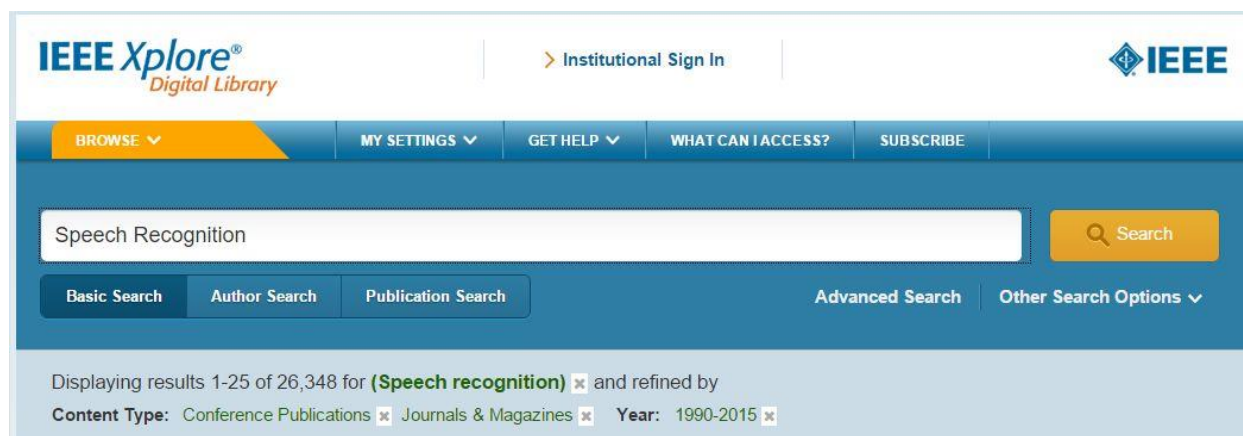 IEEE Xplore®
Digital Library
Institutional Sign In
IEEE
BROWSE
MY SETTINGS
GET HELP
WHAT CAN I ACCESS?
SUBSCRIBE
Speech Recognition
Search
Basic Search
Author Search
Publication Search
Advanced Search
Other Search Options
Displaying results 1-25 of 26,348 for (Speech recognition) x and refined by
Content Type: Conference Publications x Journals & Magazines x Year: 1990-2015 x